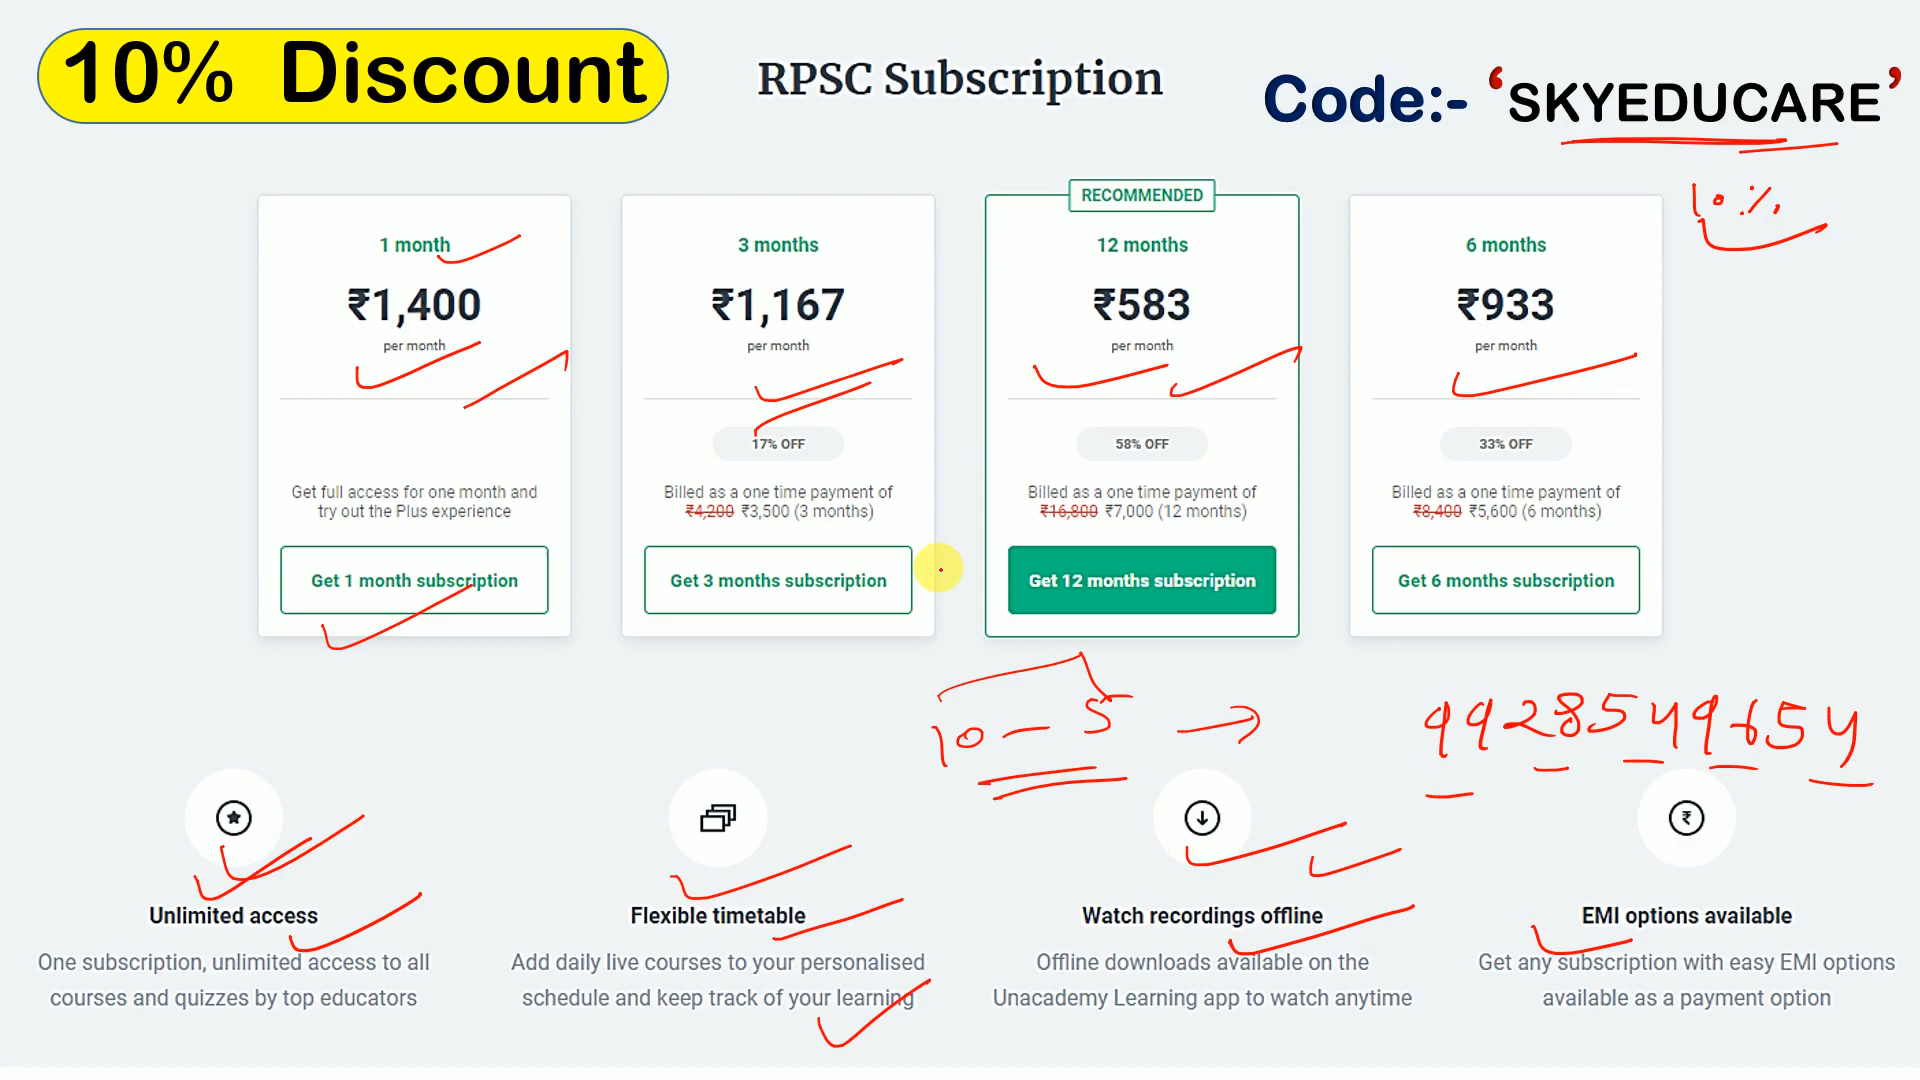 10% Discount
RPSC Subscription
Code:- ‘SKYEDUCARE’
10%
1 month
₹1,400
per month
Get full access for one month and
try out the Plus experience
Get 1 month subscription
3 months
₹1,167
per month
17% OFF
Billed as a one time payment of
₹4,200 ₹3,500 (3 months)
Get 3 months subscription
RECOMMENDED
12 months
₹583
per month
58% OFF
Billed as a one time payment of
₹16,800 ₹7,000 (12 months)
Get 12 months subscription
6 months
₹933
per month
33% OFF
Billed as a one time payment of
₹8,400 ₹5,600 (6 months)
Get 6 months subscription
10 — 5 →
9928549654
Unlimited access
One subscription, unlimited access to all
courses and quizzes by top educators
Flexible timetable
Add daily live courses to your personalised
schedule and keep track of your learning
Watch recordings offline
Offline downloads available on the
Unacademy Learning app to watch anytime
₹
EMI options available
Get any subscription with easy EMI options
available as a payment option